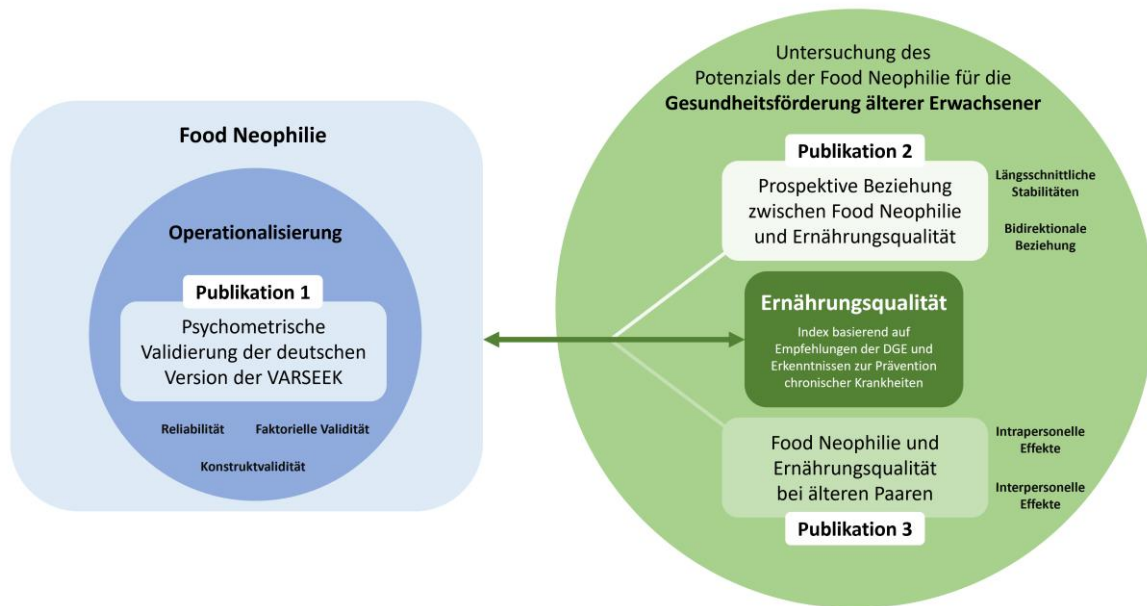 Food Neophilie
Operationalisierung
Publikation 1
Psychometrische
Validierung der deutschen
Version der VARSEEK
Reliabilität
Faktorielle Validität
Konstruktvalidität
Untersuchung des
Potenzials der Food Neophilie für die
Gesundheitsförderung älterer Erwachsener
Publikation 2
Prospektive Beziehung
zwischen Food Neophilie
und Ernährungsqualität
Längsschnittliche
Stabilitäten
Bidirektionale
Beziehung
Ernährungsqualität
Index basierend auf
Empfehlungen der DGE und
Erkenntnissen zur Prävention
chronischer Krankheiten
Food Neophilie und
Ernährungsqualität
bei älteren Paaren
Publikation 3
Intrapersonelle
Effekte
Interpersonelle
Effekte